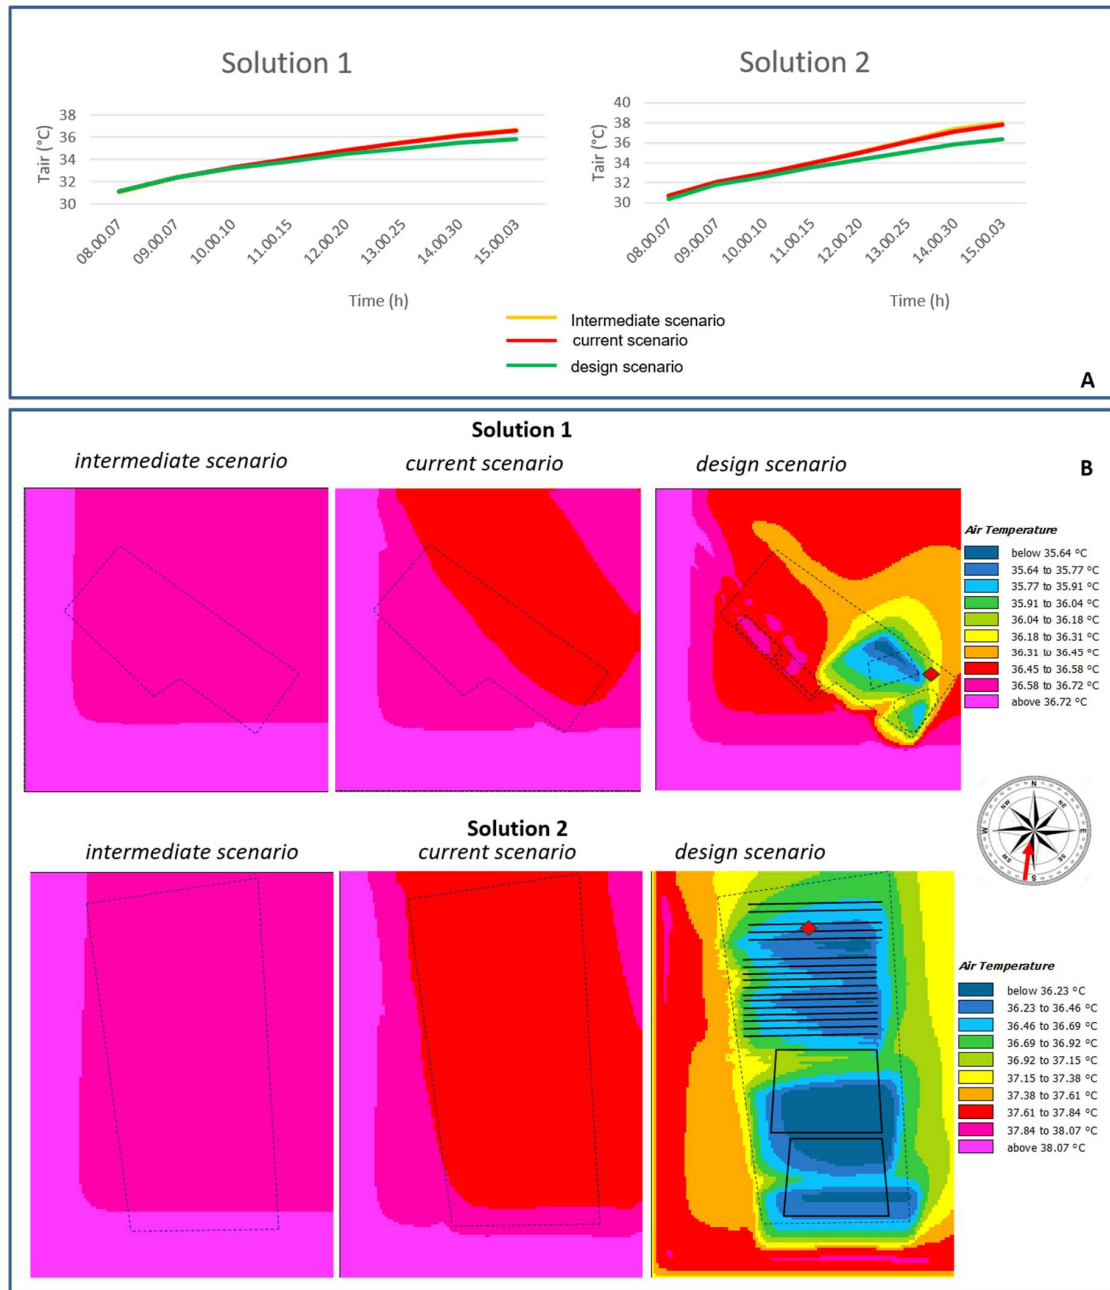 Solution 1
Solution 2
Tair (°C)
38
36
34
32
30
08.00.07
09.00.07
10.00.10
11.00.15
12.00.20
13.00.25
14.00.30
15.00.03
Time (h)
Tair (°C)
40
38
36
34
32
30
08.00.07
09.00.07
10.00.10
11.00.15
12.00.20
13.00.25
14.00.30
15.00.03
Time (h)
Intermediate scenario
current scenario
design scenario
A
Solution 1
B
intermediate scenario
current scenario
design scenario
Air Temperature
below 35.64 °C
35.64 to 35.77 °C
35.77 to 35.91 °C
35.91 to 36.04 °C
36.04 to 36.18 °C
36.18 to 36.31 °C
36.31 to 36.45 °C
36.45 to 36.58 °C
36.58 to 36.72 °C
above 36.72 °C
N
NW
NE
W
E
SW
SE
S
Solution 2
intermediate scenario
current scenario
design scenario
Air Temperature
below 36.23 °C
36.23 to 36.46 °C
36.46 to 36.69 °C
36.69 to 36.92 °C
36.92 to 37.15 °C
37.15 to 37.38 °C
37.38 to 37.61 °C
37.61 to 37.84 °C
37.84 to 38.07 °C
above 38.07 °C